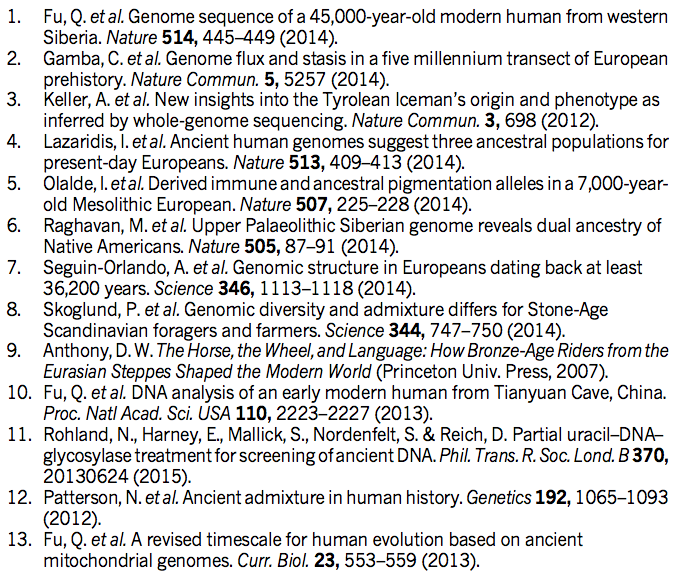 1. Fu, Q. et al. Genome sequence of a 45,000-year-old modern human from western
Siberia. Nature 514, 445–449 (2014).
2. Gamba, C. et al. Genome flux and stasis in a five millennium transect of European
prehistory. Nature Commun. 5, 5257 (2014).
3. Keller, A. et al. New insights into the Tyrolean Iceman's origin and phenotype as
inferred by whole-genome sequencing. Nature Commun. 3, 698 (2012).
4. Lazaridis, I. et al. Ancient human genomes suggest three ancestral populations for
present-day Europeans. Nature 513, 409–413 (2014).
5. Olalde, I. et al. Derived immune and ancestral pigmentation alleles in a 7,000-year-
old Mesolithic European. Nature 507, 225–228 (2014).
6. Raghavan, M. et al. Upper Palaeolithic Siberian genome reveals dual ancestry of
Native Americans. Nature 505, 87–91 (2014).
7. Seguin-Orlando, A. et al. Genomic structure in Europeans dating back at least
36,200 years. Science 346, 1113–1118 (2014).
8. Skoglund, P. et al. Genomic diversity and admixture differs for Stone-Age
Scandinavian foragers and farmers. Science 344, 747–750 (2014).
9. Anthony, D. W. The Horse, the Wheel, and Language: How Bronze-Age Riders from the
Eurasian Steppes Shaped the Modern World (Princeton Univ. Press, 2007).
10. Fu, Q. et al. DNA analysis of an early modern human from Tianyuan Cave, China.
Proc. Natl Acad. Sci. USA 110, 2223–2227 (2013).
11. Rohland, N., Harney, E., Mallick, S., Nordenfelt, S. & Reich, D. Partial uracil–DNA–
glycosylase treatment for screening of ancient DNA. Phil. Trans. R. Soc. Lond. B 370,
20130624 (2015).
12. Patterson, N. et al. Ancient admixture in human history. Genetics 192, 1065–1093
(2012).
13. Fu, Q. et al. A revised timescale for human evolution based on ancient
mitochondrial genomes. Curr. Biol. 23, 553–559 (2013).